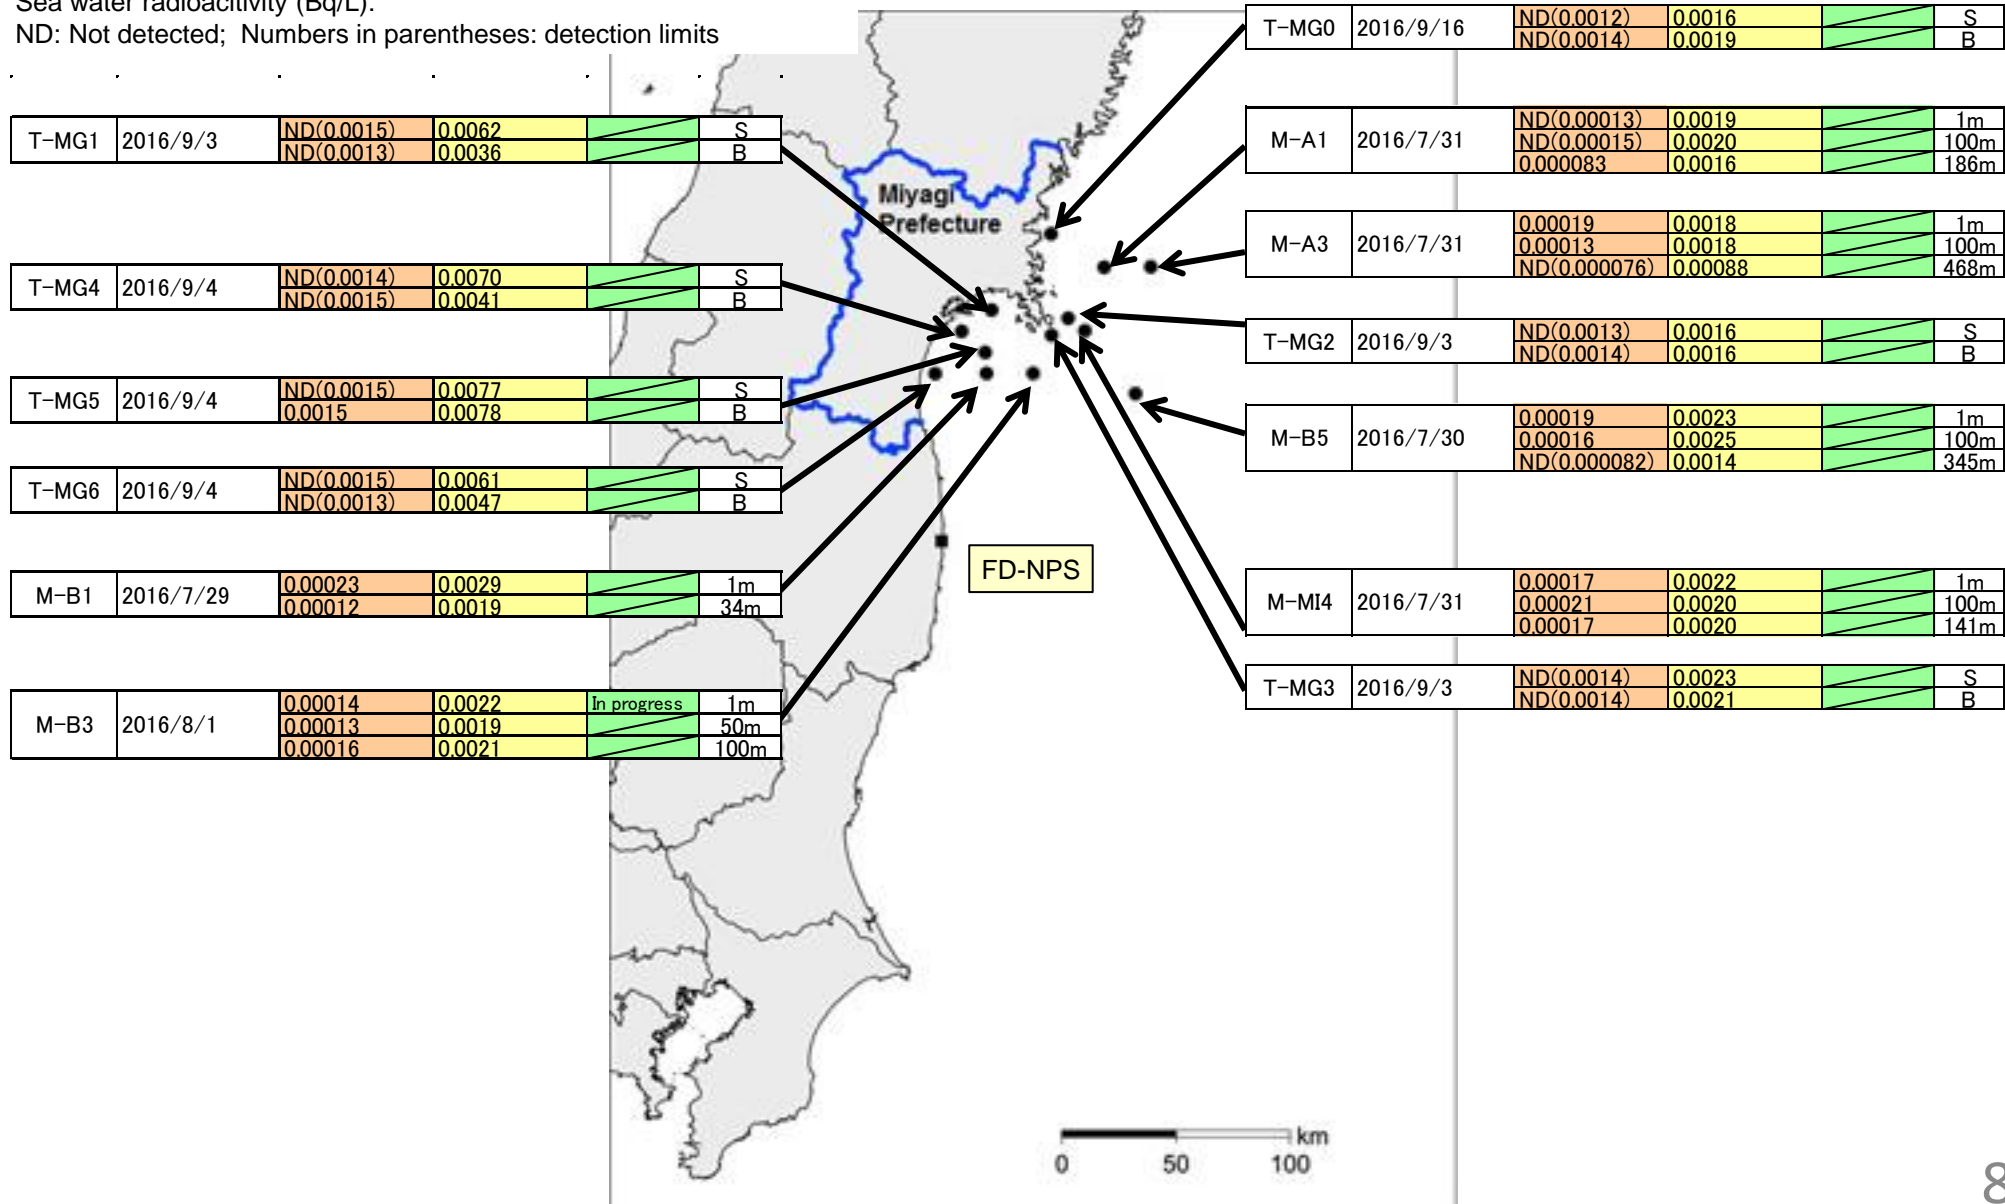 Sea water radioacitivity (Bq/L).
ND: Not detected; Numbers in parentheses: detection limits
T-MG1 2016/9/3 ND(0.0015) 0.0062 S
ND(0.0013) 0.0036 B
T-MG4 2016/9/4 ND(0.0014) 0.0070 S
ND(0.0015) 0.0041 B
T-MG5 2016/9/4 ND(0.0015) 0.0077 S
0.0015 0.0078 B
T-MG6 2016/9/4 ND(0.0015) 0.0061 S
ND(0.0013) 0.0047 B
M-B1 2016/7/29 0.00023 0.0029 1m
0.00012 0.0019 34m
M-B3 2016/8/1 0.00014 0.0022 In progress 1m
0.00013 0.0019 50m
0.00016 0.0021 100m
Miyagi
Prefecture
FD-NPS
T-MG0 2016/9/16 ND(0.0012) 0.0016 S
ND(0.0014) 0.0019 B
M-A1 2016/7/31 ND(0.00013) 0.0019 1m
ND(0.00015) 0.0020 100m
0.000083 0.0016 186m
M-A3 2016/7/31 0.00019 0.0018 1m
0.00013 0.0018 100m
ND(0.000076) 0.00088 468m
T-MG2 2016/9/3 ND(0.0013) 0.0016 S
ND(0.0014) 0.0016 B
M-B5 2016/7/30 0.00019 0.0023 1m
0.00016 0.0025 100m
ND(0.000082) 0.0014 345m
M-MI4 2016/7/31 0.00017 0.0022 1m
0.00021 0.0020 100m
0.00017 0.0020 141m
T-MG3 2016/9/3 ND(0.0014) 0.0023 S
ND(0.0014) 0.0021 B
km
0 50 100
8